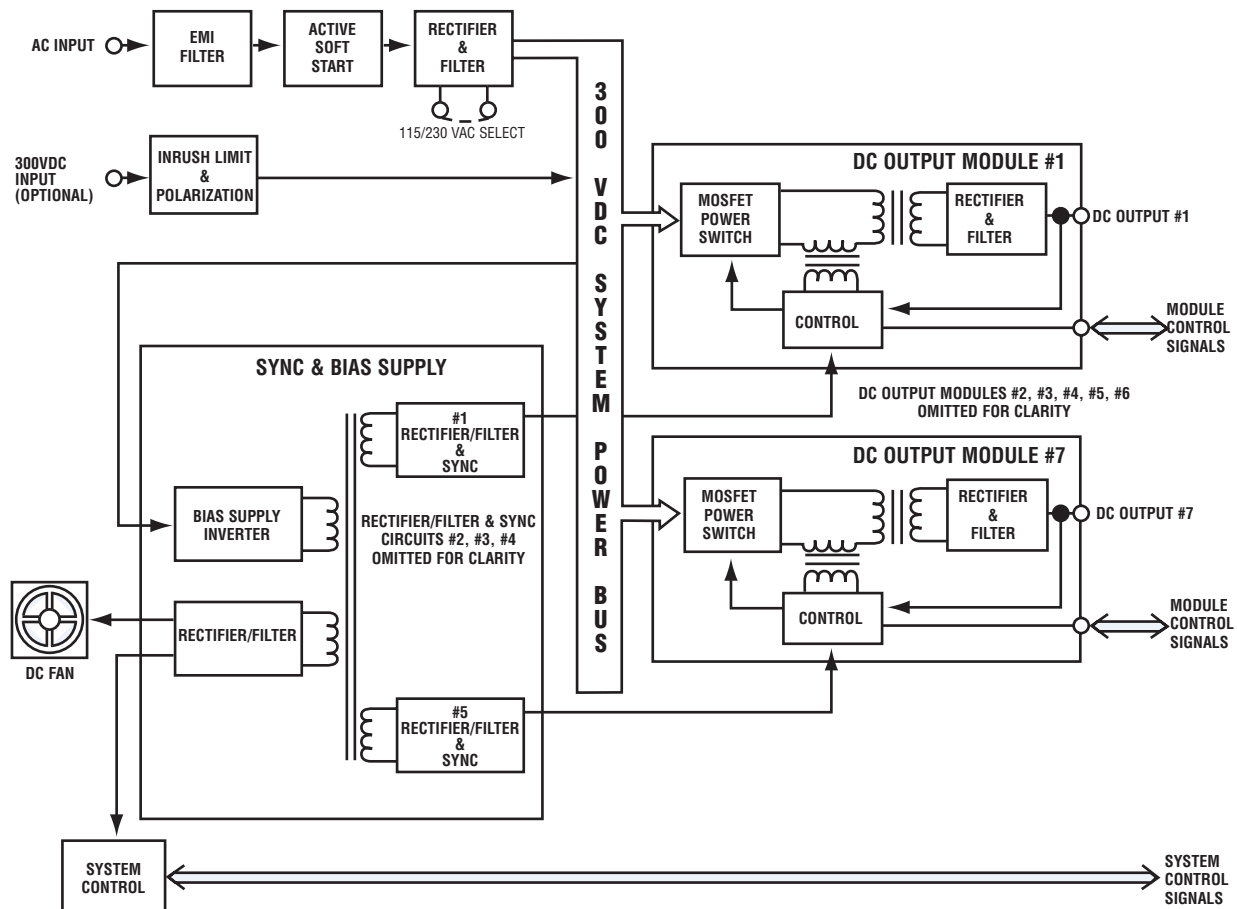 AC INPUT
EMI
FILTER
ACTIVE
SOFT
START
RECTIFIER
&
FILTER
115/230 VAC SELECT
300VDC
INPUT
(OPTIONAL)
INRUSH LIMIT
&
POLARIZATION
300 VDC SYSTEM POWER BUS
DC OUTPUT MODULE #1
MOSFET
POWER
SWITCH
RECTIFIER
&
FILTER
DC OUTPUT #1
CONTROL
MODULE
CONTROL
SIGNALS
DC OUTPUT MODULES #2, #3, #4, #5, #6
OMITTED FOR CLARITY
SYNC & BIAS SUPPLY
#1
RECTIFIER/FILTER
&
SYNC
BIAS SUPPLY
INVERTER
RECTIFIER/FILTER & SYNC
CIRCUITS #2, #3, #4
OMITTED FOR CLARITY
RECTIFIER/FILTER
DC FAN
#5
RECTIFIER/FILTER
&
SYNC
DC OUTPUT MODULE #7
MOSFET
POWER
SWITCH
RECTIFIER
&
FILTER
DC OUTPUT #7
CONTROL
MODULE
CONTROL
SIGNALS
SYSTEM
CONTROL
SYSTEM
CONTROL
SIGNALS